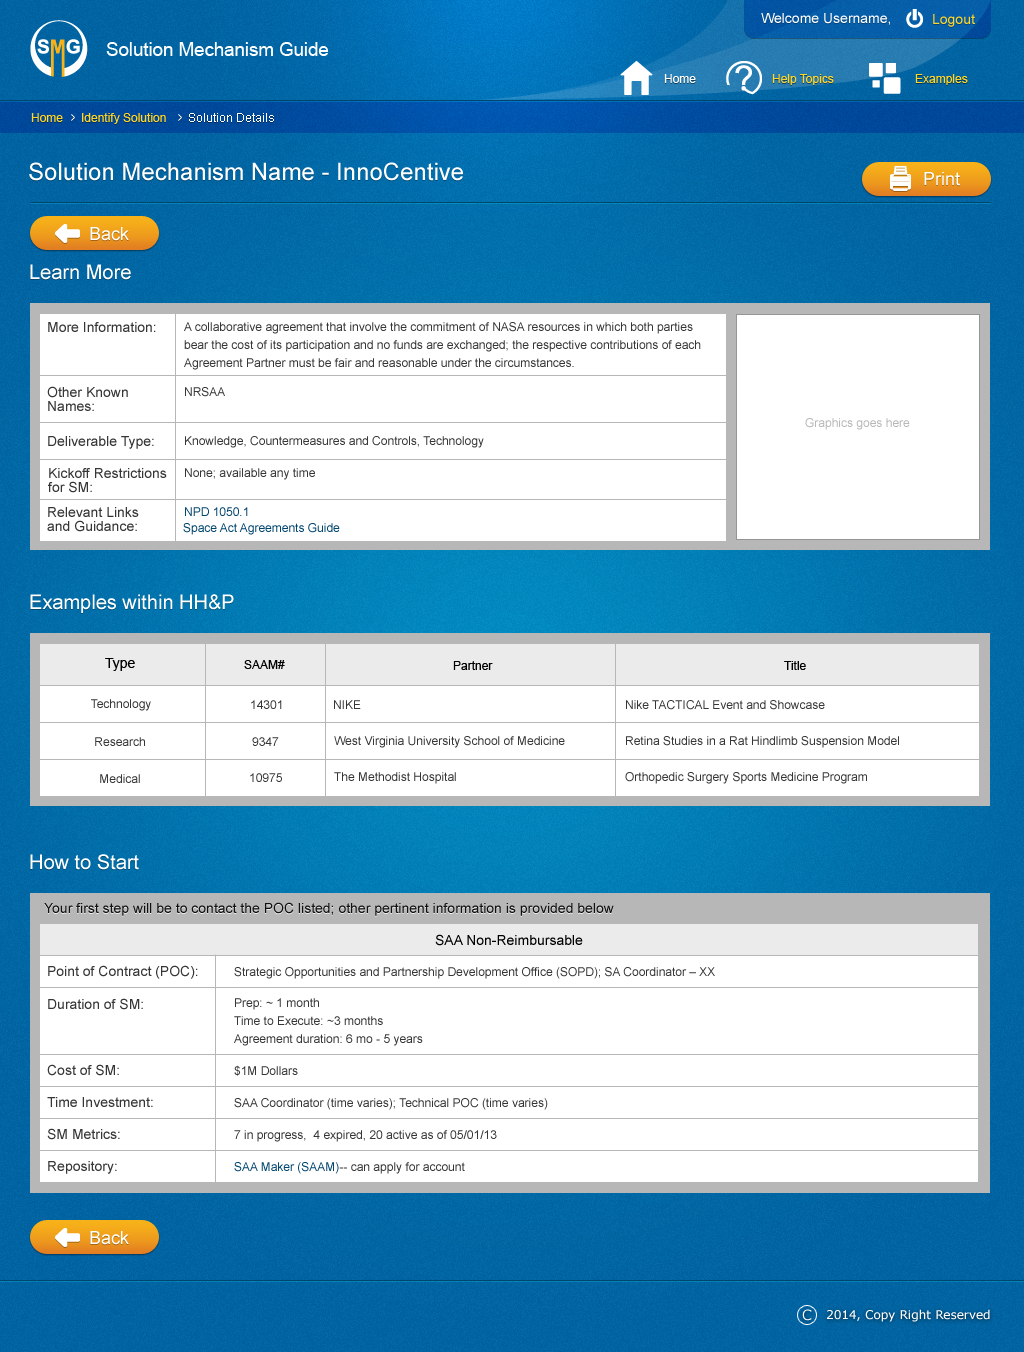 Welcome Username, Logout
SMG
Solution Mechanism Guide
Home Help Topics Examples
Home > Identify Solution > Solution Details
Solution Mechanism Name - InnoCentive
Print
Back
Learn More
More Information:
A collaborative agreement that involve the commitment of NASA resources in which both parties
bear the cost of its participation and no funds are exchanged; the respective contributions of each
Agreement Partner must be fair and reasonable under the circumstances.
Graphics goes here
Other Known
Names:
NRSAA
Deliverable Type:
Knowledge, Countermeasures and Controls, Technology
Kickoff Restrictions
for SM:
None; available any time
Relevant Links
and Guidance:
NPD 1050.1
Space Act Agreements Guide
Examples within HH&P
Type SAAM# Partner Title
Technology 14301 NIKE Nike TACTICAL Event and Showcase
Research 9347 West Virginia University School of Medicine Retina Studies in a Rat Hindlimb Suspension Model
Medical 10975 The Methodist Hospital Orthopedic Surgery Sports Medicine Program
How to Start
Your first step will be to contact the POC listed; other pertinent information is provided below
SAA Non-Reimbursable
Point of Contract (POC): Strategic Opportunities and Partnership Development Office (SOPD); SA Coordinator – XX
Duration of SM:
Prep: ~ 1 month
Time to Execute: ~3 months
Agreement duration: 6 mo - 5 years
Cost of SM: $1M Dollars
Time Investment: SAA Coordinator (time varies); Technical POC (time varies)
SM Metrics: 7 in progress, 4 expired, 20 active as of 05/01/13
Repository: SAA Maker (SAAM)-- can apply for account
Back
© 2014, Copy Right Reserved